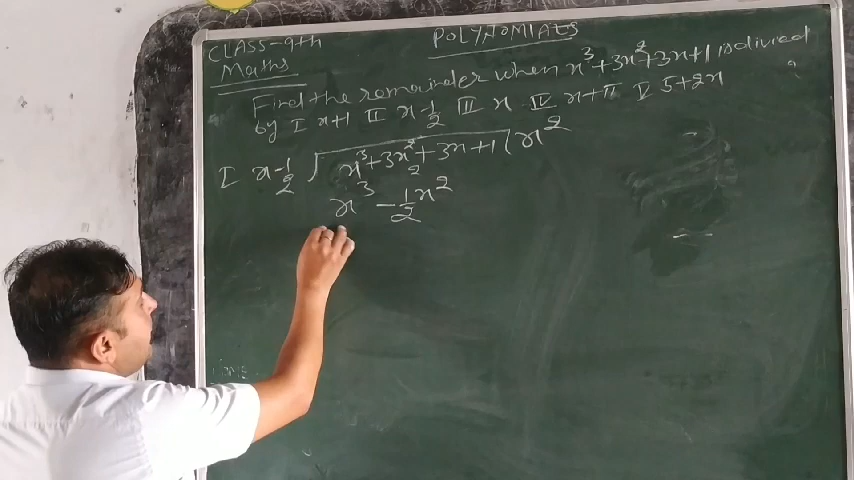 CLASS-9th
POLYNOMIALS
Maths
Find the remainder when x³+3x²+3x+1 is divied
by I x+1 II x-1/2 III x IV x+π V 5+2x ?
I x-1/2 ) x³+3x²+3x+1 ( x²
x³ - 1/2 x²